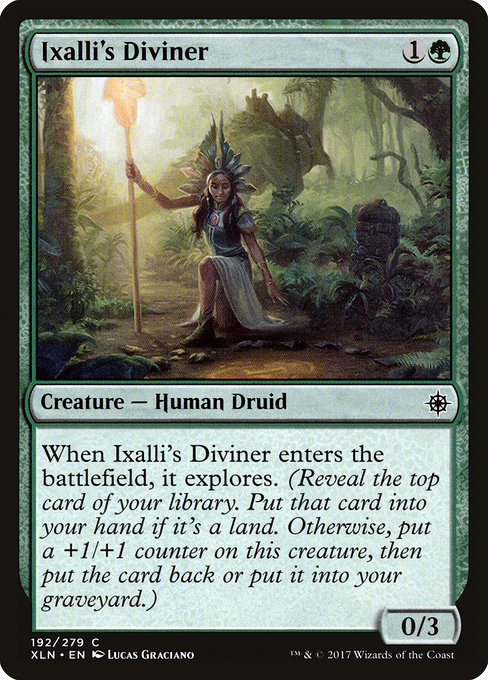 Ixalli's Diviner 1
Creature — Human Druid
When Ixalli's Diviner enters the
battlefield, it explores. (Reveal the top
card of your library. Put that card into
your hand if it's a land. Otherwise, put
a +1/+1 counter on this creature, then
put the card back or put it into your
graveyard.)
0/3
192/279 C
XLN • EN Lucas Graciano
™ & © 2017 Wizards of the Coast